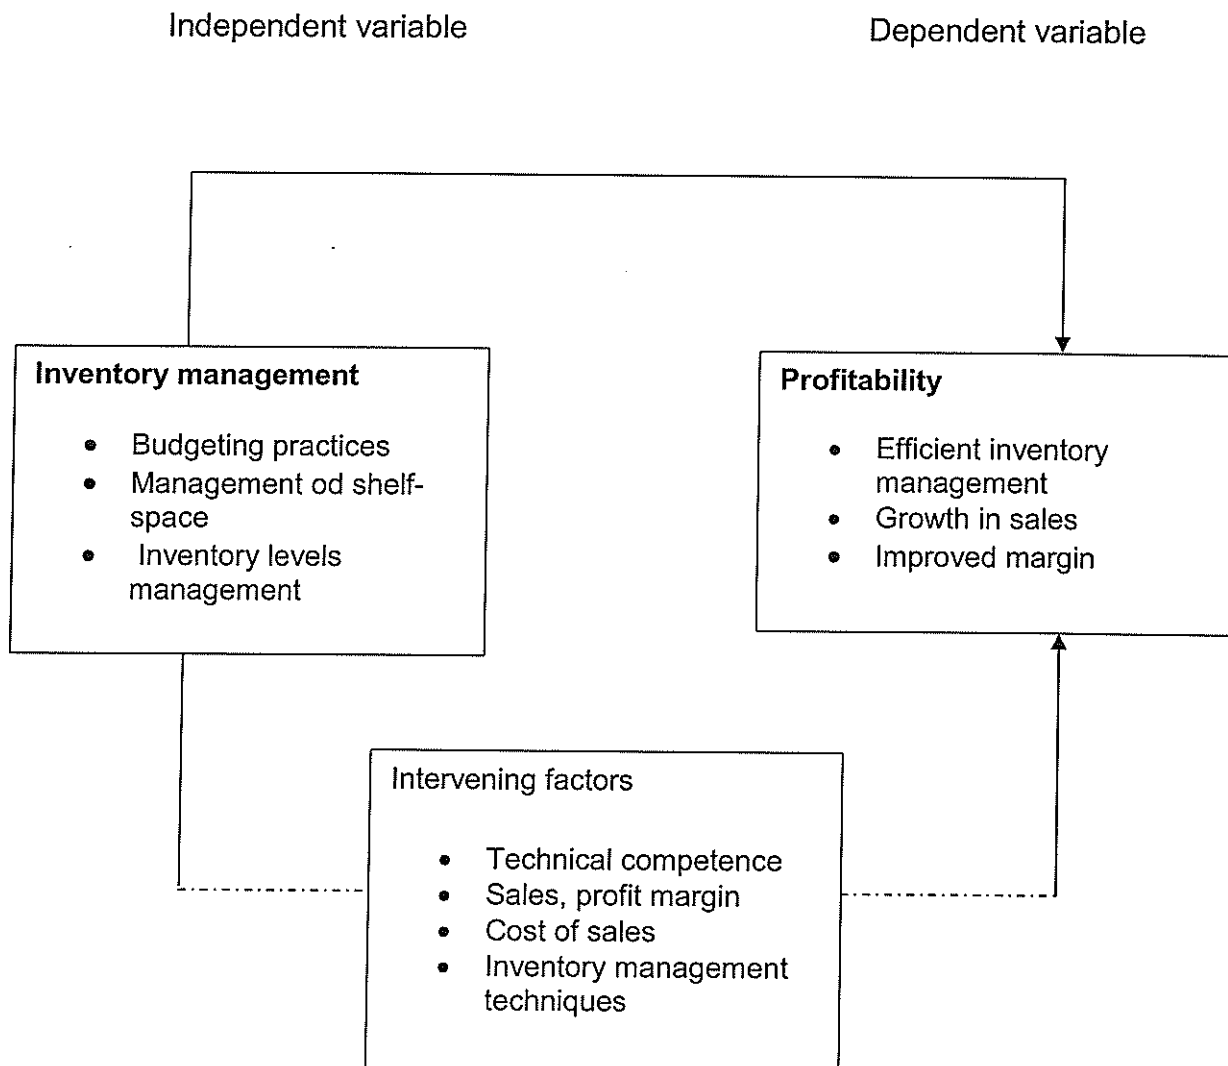 Independent variable
Dependent variable
Inventory management
• Budgeting practices
• Management od shelf-
space
• Inventory levels
management
Profitability
• Efficient inventory
management
• Growth in sales
• Improved margin
Intervening factors
• Technical competence
• Sales, profit margin
• Cost of sales
• Inventory management
techniques